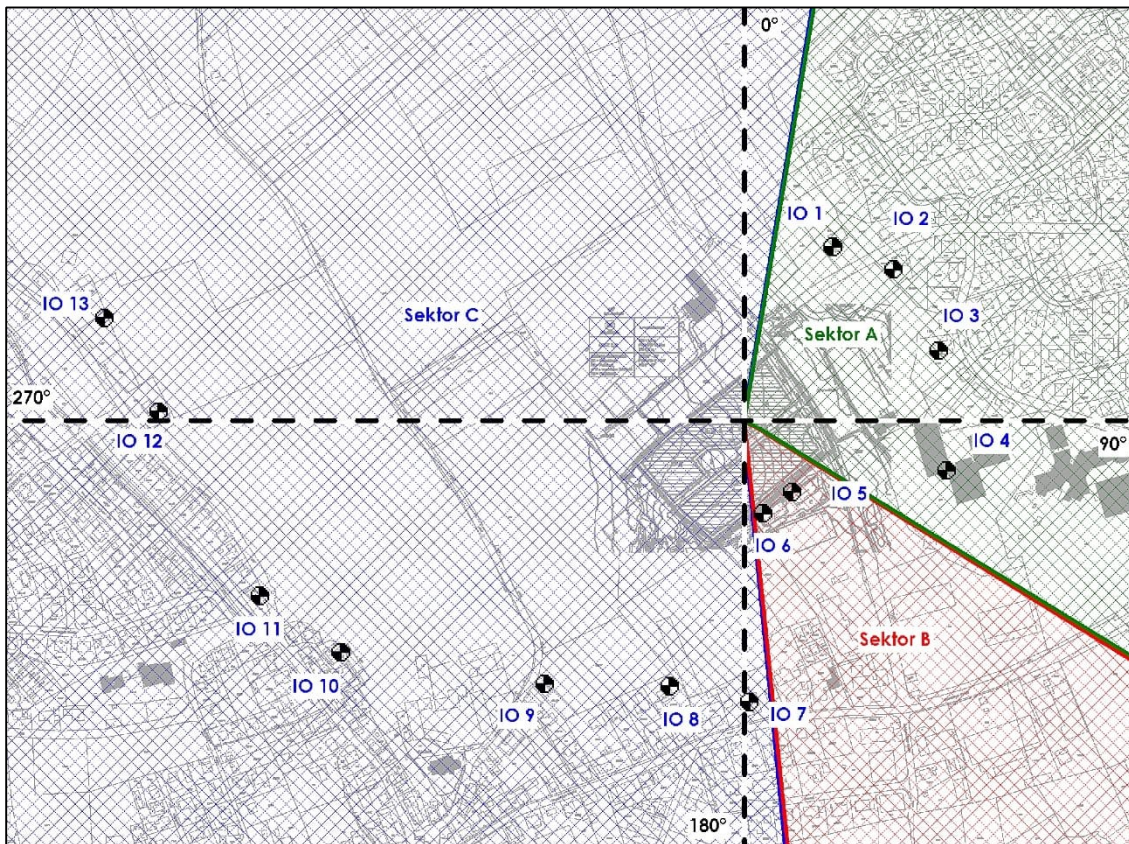 0°
IO 1
IO 2
IO 13
Sektor C
Sektor A
IO 3
270°
90°
IO 12
IO 4
IO 5
IO 6
IO 11
Sektor B
IO 10
IO 9
IO 8
IO 7
180°